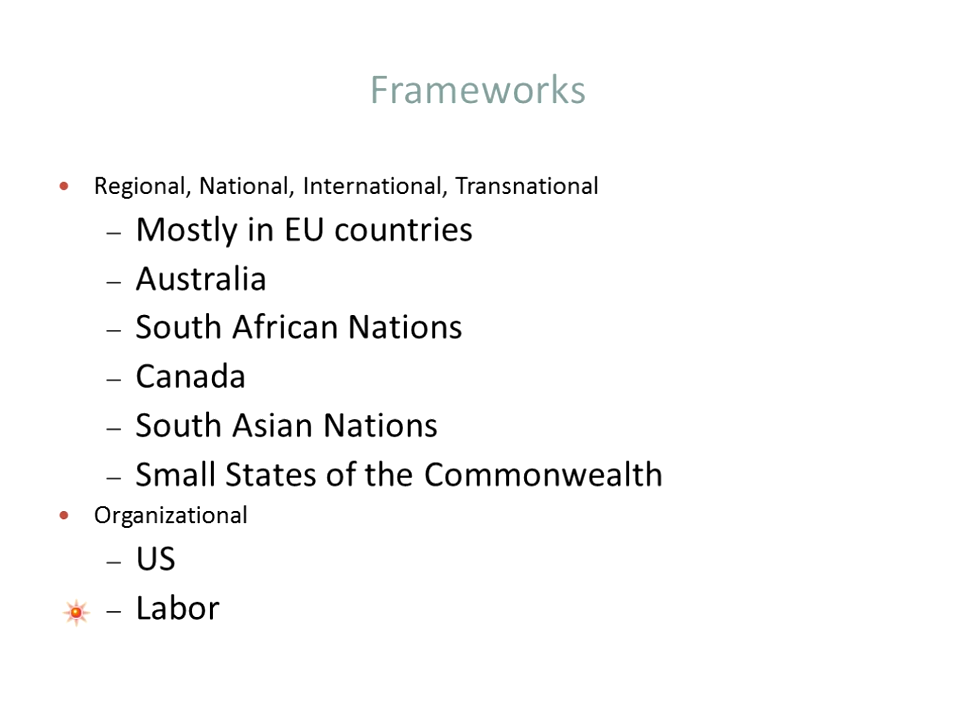 Frameworks
• Regional, National, International, Transnational
– Mostly in EU countries
– Australia
– South African Nations
– Canada
– South Asian Nations
– Small States of the Commonwealth
• Organizational
– US
– Labor